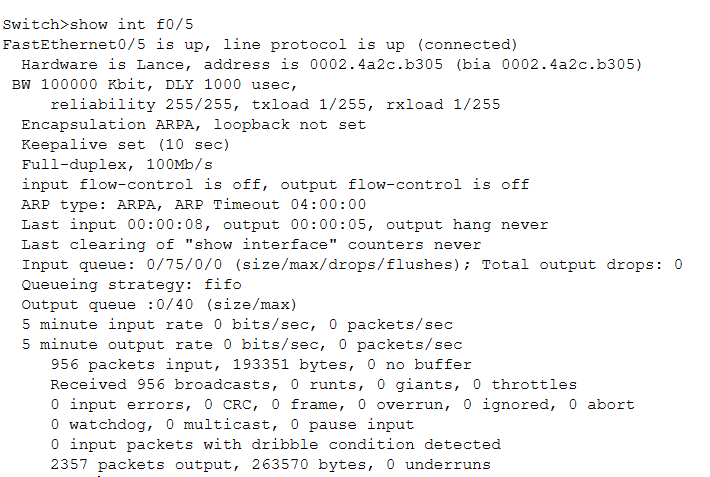 Switch>show int f0/5
FastEthernet0/5 is up, line protocol is up (connected)
Hardware is Lance, address is 0002.4a2c.b305 (bia 0002.4a2c.b305)
BW 100000 Kbit, DLY 1000 usec,
reliability 255/255, txload 1/255, rxload 1/255
Encapsulation ARPA, loopback not set
Keepalive set (10 sec)
Full-duplex, 100Mb/s
input flow-control is off, output flow-control is off
ARP type: ARPA, ARP Timeout 04:00:00
Last input 00:00:08, output 00:00:05, output hang never
Last clearing of "show interface" counters never
Input queue: 0/75/0/0 (size/max/drops/flushes); Total output drops: 0
Queueing strategy: fifo
Output queue :0/40 (size/max)
5 minute input rate 0 bits/sec, 0 packets/sec
5 minute output rate 0 bits/sec, 0 packets/sec
956 packets input, 193351 bytes, 0 no buffer
Received 956 broadcasts, 0 runts, 0 giants, 0 throttles
0 input errors, 0 CRC, 0 frame, 0 overrun, 0 ignored, 0 abort
0 watchdog, 0 multicast, 0 pause input
0 input packets with dribble condition detected
2357 packets output, 263570 bytes, 0 underruns